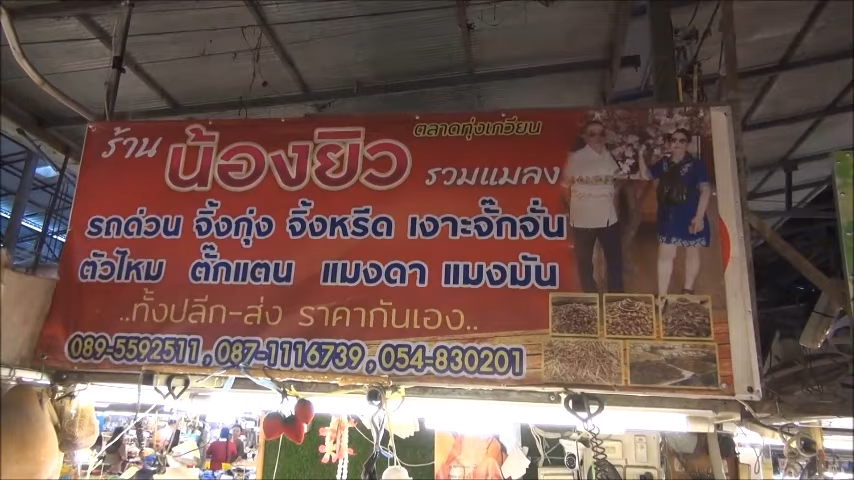 ตลาดทุ่งเกวียน
ร้าน น้องยิว รวมแมลง
รถด่วน จิ้งกุ่ง จิ้งหรีด เงาะจั๊กจั่น
ตัวไหม ตั๊กแตน แมงดา แมงมัน
..ทั้งปลีก-ส่ง ราคากันเอง..
089-5592511,087-1116739,054-830201